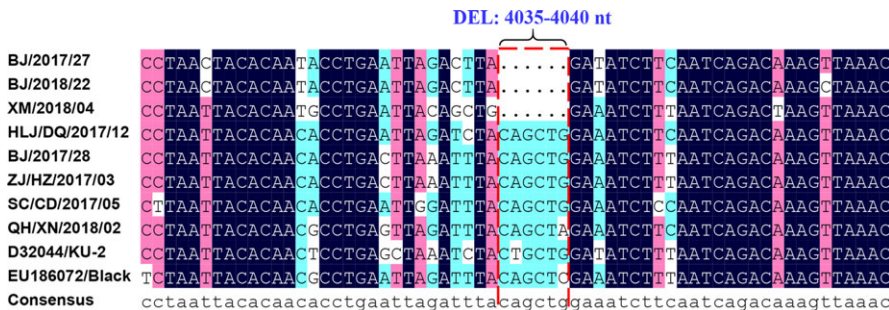 DEL: 4035-4040 nt
BJ/2017/27 CCTAACTACACAATACCTGAATTAGACTTA......GATATCTTCAATCAGACAAAGTTAAAC
BJ/2018/22 CCTAACTACACAACACCTGAATTAGACTTA......GATATCTTCAATCAGACAAAGCTAAAC
XM/2018/04 CCTAATTACACAATGCCTGAATTACAGCTG......GAAATCTTTAATCAGACTAAGTTAAAC
HLJ/DQ/2017/12 CCTAATTACACAACACCTGAATTAGATCTACAGCTGGAAATCTTCAATCAGACAAAGTTAAAC
BJ/2017/28 CCTAATTACACAACACCTGACTTAAATTTACAGCTGGAAATCTTTAATCAGACAAAGTTAAAC
ZJ/HZ/2017/03 CCTAATTACACAACACCTGACTTAAATTTACAGCTGGAAATCTTTAATCAGACAAAGTTAAAC
SC/CD/2017/05 CTTAATTACACAACACCTGAATTGGATTTACAGCTGGAAATCTCCAATCAGACAAAGTTAAAC
QH/XN/2018/02 CCTAATTACACAACGCCTGAGTTAGATTTACAGCTAGAAATCTTTAATCAGACAAAGTTAAAC
D32044/KU-2 CCTAATTACACAACTCCTGAGCTAAATCTACTGCTGGATATCTTTAATCAGACAAAGTTAAAC
EU186072/Black TCTAATTACACAACGCCTGAATTAGATTTACAGCTCGAAATCTTTAATCAGACAAAGTTAAAC
Consensus cctaattacacaacacctgaattagatttacagctggaaatcttcaatcagacaaagttaaac